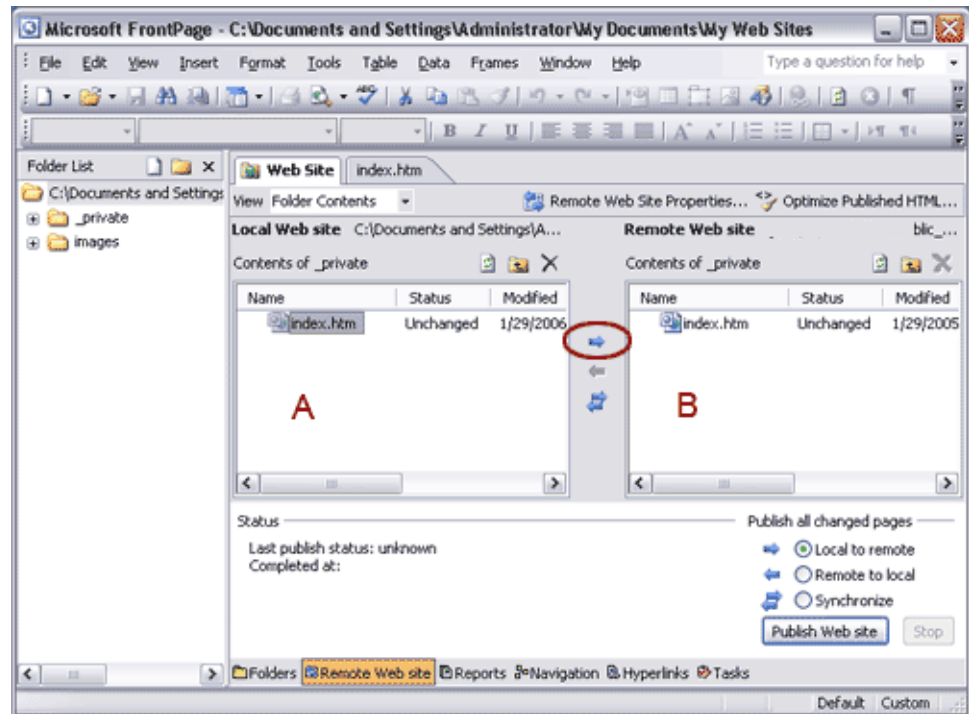 Microsoft FrontPage - C:\Documents and Settings\Administrator\My Documents\My Web Sites
File Edit View Insert Format Tools Table Data Frames Window Help Type a question for help
B I U
Folder List
Web Site index.htm
C:\Documents and Settings
_private
images
View Folder Contents Remote Web Site Properties... Optimize Published HTML...
Local Web site C:\Documents and Settings\A... Remote Web site blic_...
Contents of _private Contents of _private
Name Status Modified Name Status Modified
index.htm Unchanged 1/29/2006 index.htm Unchanged 1/29/2005
A B
Status Publish all changed pages
Last publish status: unknown Local to remote
Completed at: Remote to local
Synchronize
Publish Web site Stop
Folders Remote Web site Reports Navigation Hyperlinks Tasks
Default Custom